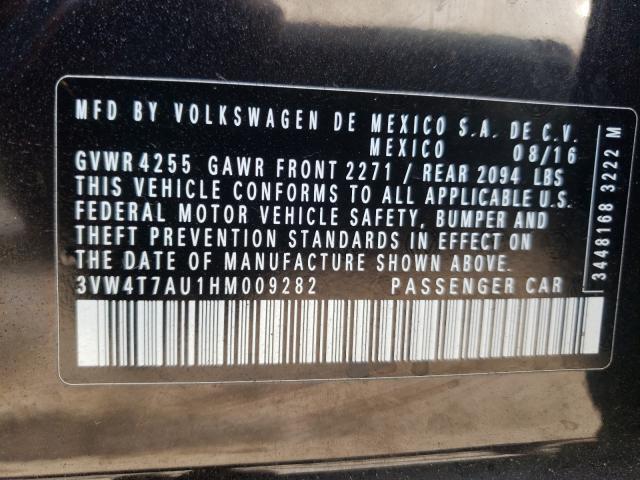 MFD BY VOLKSWAGEN DE MEXICO S.A. DE C.V.
MEXICO 08/16
GVWR 4255 GAWR FRONT 2271 / REAR 2094 LBS
THIS VEHICLE CONFORMS TO ALL APPLICABLE U.S.
FEDERAL MOTOR VEHICLE SAFETY, BUMPER AND
THEFT PREVENTION STANDARDS IN EFFECT ON
THE DATE OF MANUFACTURE SHOWN ABOVE.
3VW4T7AU1HM009282 PASSENGER CAR
3448168 3222 M